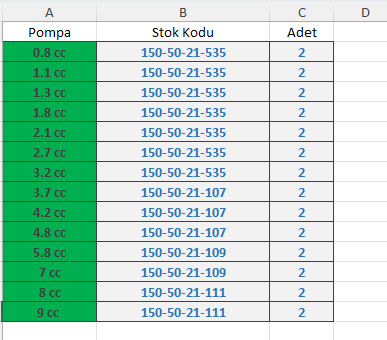 A B C D
Pompa Stok Kodu Adet
0.8 cc 150-50-21-535 2
1.1 cc 150-50-21-535 2
1.3 cc 150-50-21-535 2
1.8 cc 150-50-21-535 2
2.1 cc 150-50-21-535 2
2.7 cc 150-50-21-535 2
3.2 cc 150-50-21-535 2
3.7 cc 150-50-21-107 2
4.2 cc 150-50-21-107 2
4.8 cc 150-50-21-107 2
5.8 cc 150-50-21-109 2
7 cc 150-50-21-109 2
8 cc 150-50-21-111 2
9 cc 150-50-21-111 2